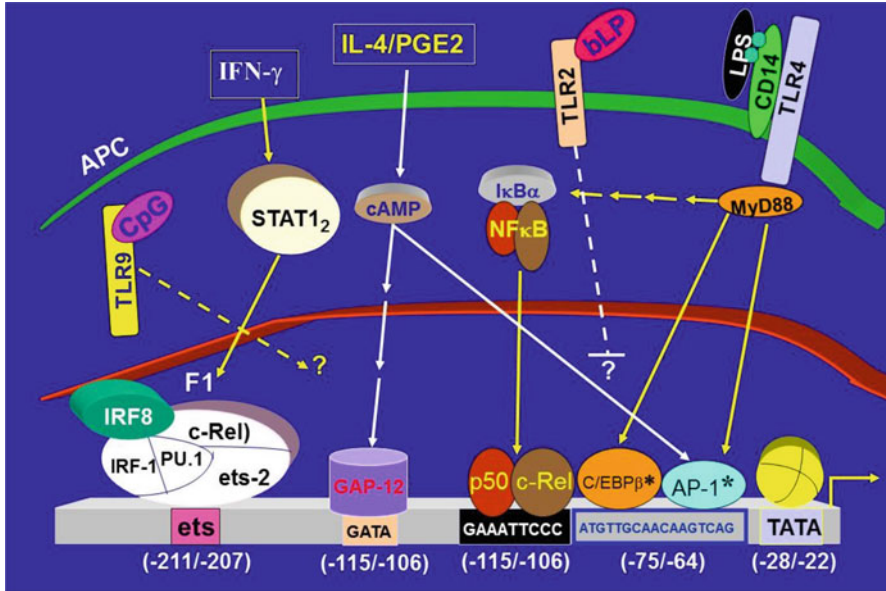 IL-4/PGE2
IFN-γ
bLP
TLR2
LPS
CD14
TLR4
APC
CpG
TLR9
STAT1₂
cAMP
IκBα
NFκB
MyD88
?
?
F1
IRF8
c-Rel)
IRF-1
PU.1
ets-2
GAP-12
p50
c-Rel
C/EBPβ*
AP-1*
ets
GATA
GAAATTCCC
ATGTTGCAACAAGTCAG
TATA
(-211/-207)
(-115/-106)
(-115/-106)
(-75/-64)
(-28/-22)